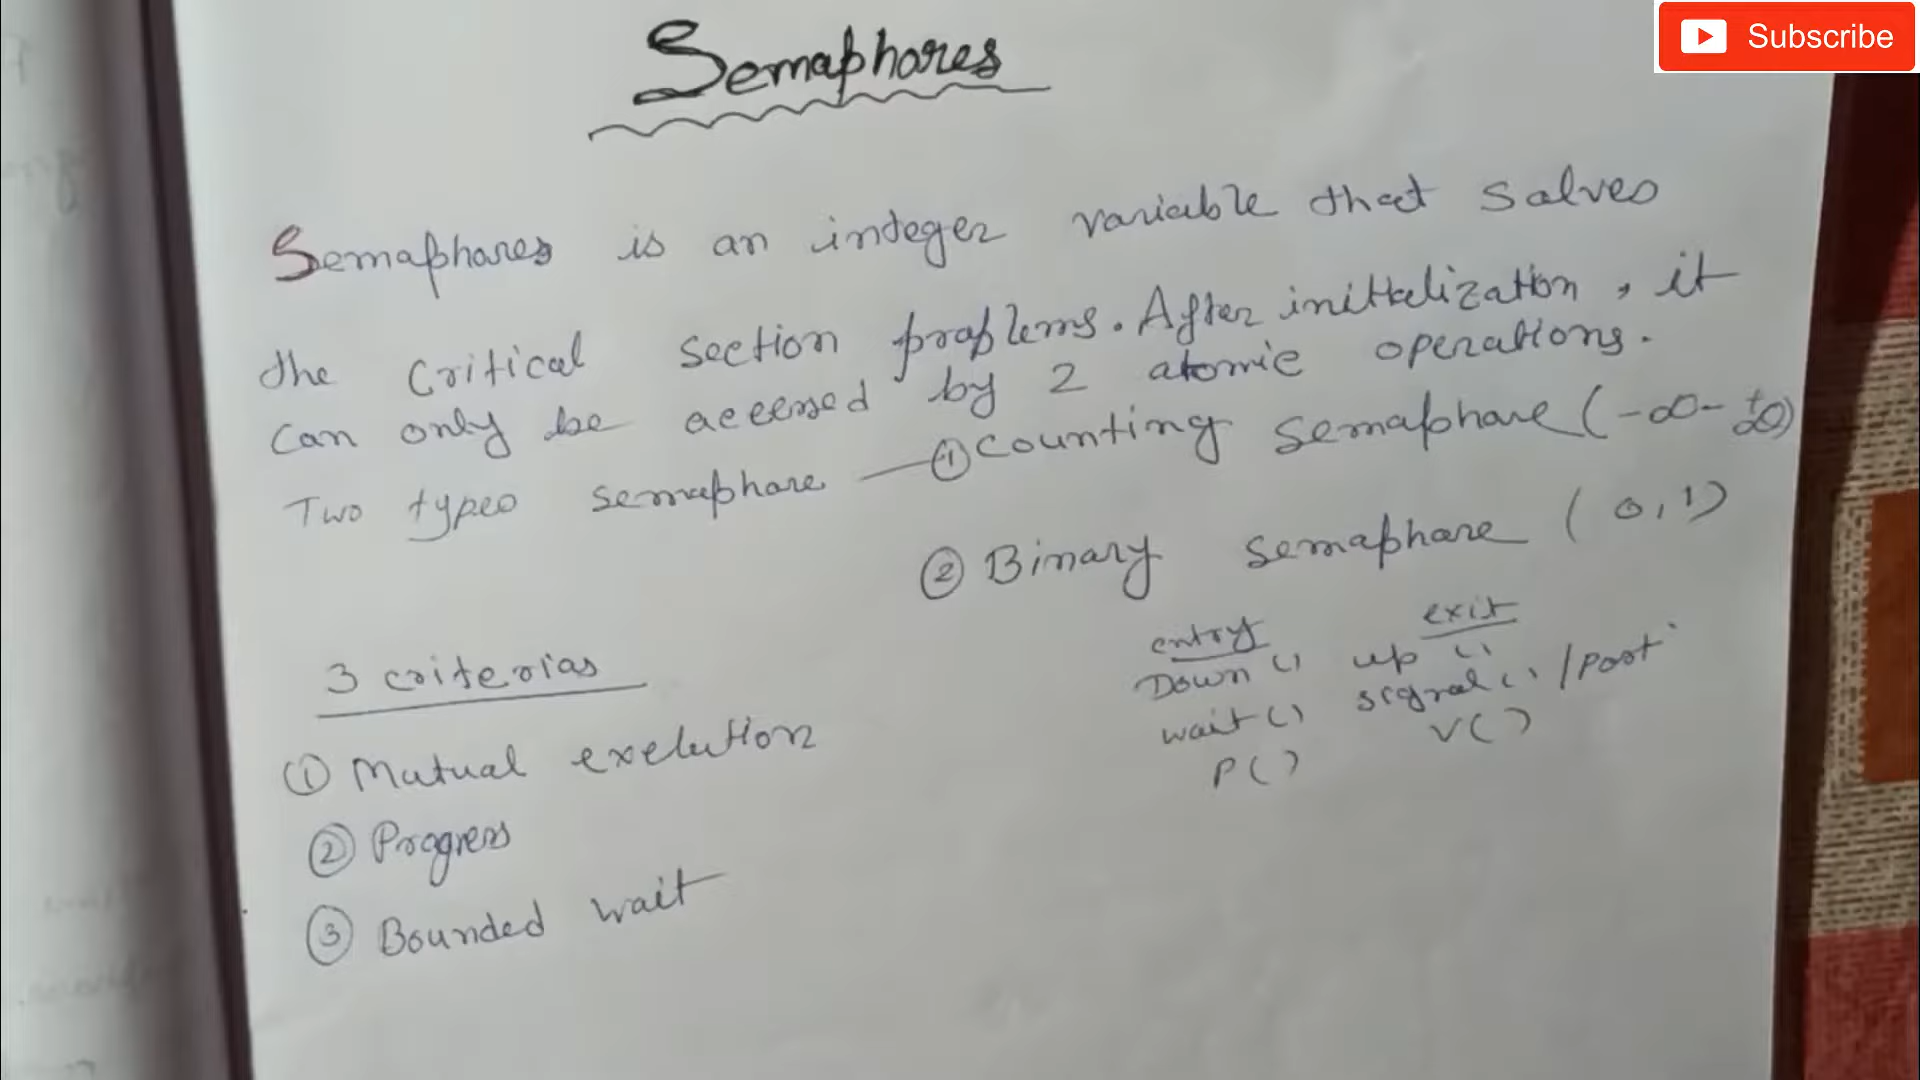 Subscribe
Semaphores
Semaphores is an integer variable that solves
the critical section problems. After initialization, it
can only be accessed by 2 atomic operations.
Two types semaphore — ① Counting semaphore (-∞ - +∞)
② Binary semaphore (0,1)
entry exit
Down () up ()
wait () signal () / post
P() V()
3 criterias
① Mutual exclution
② Progress
③ Bounded wait